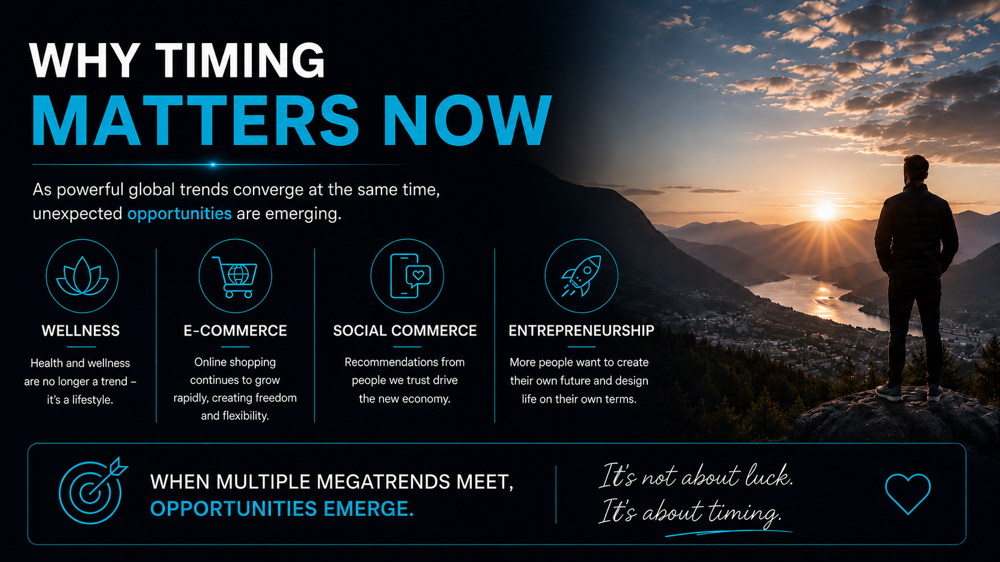 WHY TIMING
MATTERS NOW
As powerful global trends converge at the same time,
unexpected opportunities are emerging.
WELLNESS
Health and wellness
are no longer a trend –
it's a lifestyle.
E-COMMERCE
Online shopping
continues to grow
rapidly, creating freedom
and flexibility.
SOCIAL COMMERCE
Recommendations from
people we trust drive
the new economy.
ENTREPRENEURSHIP
More people want to create
their own future and design
life on their own terms.
WHEN MULTIPLE MEGATRENDS MEET,
OPPORTUNITIES EMERGE.
It's not about luck.
It's about timing.